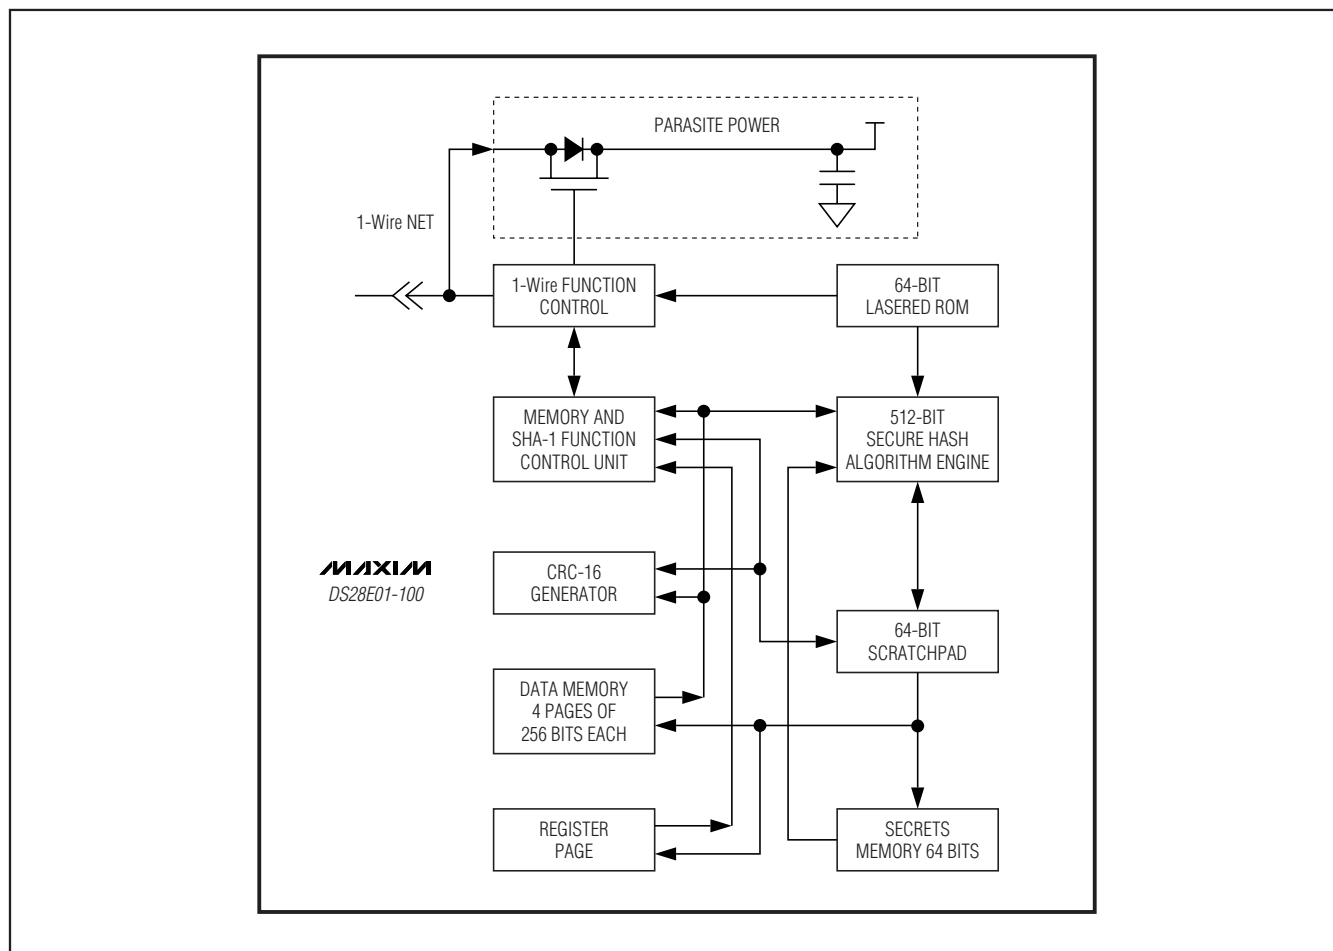 PARASITE POWER
1-Wire NET
1-Wire FUNCTION
CONTROL
64-BIT
LASERED ROM
MEMORY AND
SHA-1 FUNCTION
CONTROL UNIT
512-BIT
SECURE HASH
ALGORITHM ENGINE
MAXIM
DS28E01-100
CRC-16
GENERATOR
64-BIT
SCRATCHPAD
DATA MEMORY
4 PAGES OF
256 BITS EACH
REGISTER
PAGE
SECRETS
MEMORY 64 BITS